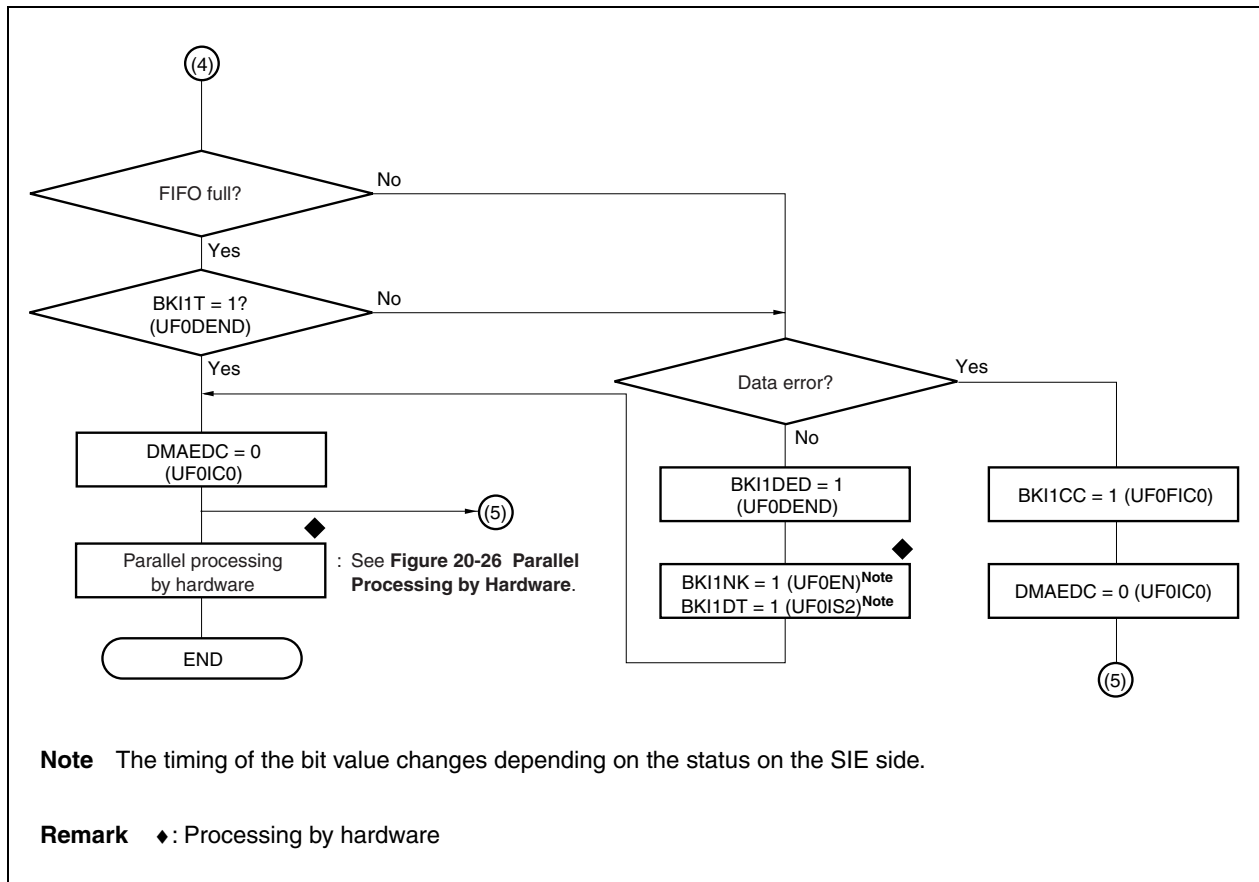 (4)
FIFO full?
No
Yes
BKI1T = 1?
(UF0DEND)
No
Yes
Data error?
Yes
No
DMAEDC = 0
(UF0IC0)
(5)
BKI1DED = 1
(UF0DEND)
BKI1CC = 1 (UF0FIC0)
◆
Parallel processing
by hardware
: See Figure 20-26 Parallel
Processing by Hardware.
◆
BKI1NK = 1 (UF0EN)Note
BKI1DT = 1 (UF0IS2)Note
DMAEDC = 0 (UF0IC0)
END
(5)
Note The timing of the bit value changes depending on the status on the SIE side.
Remark ◆: Processing by hardware